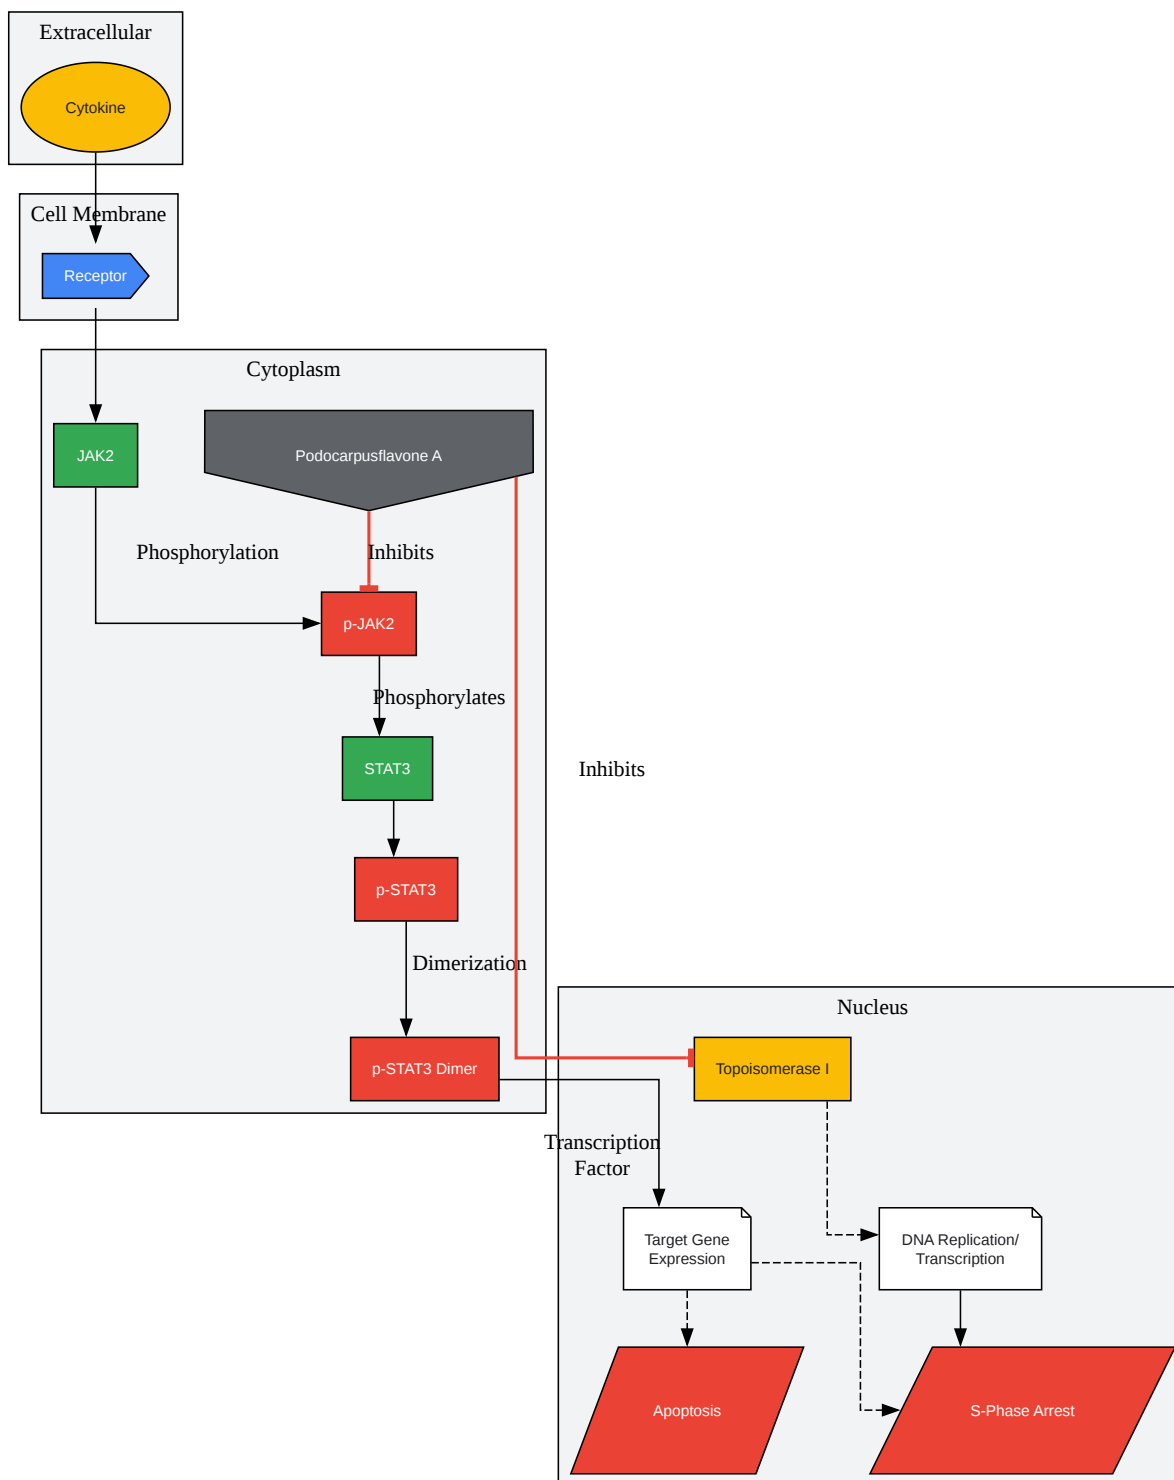 Extracellular
Cytokine
Cell Membrane
Receptor
Cytoplasm
JAK2
Podocarpusflavone A
Phosphorylation
Inhibits
p-JAK2
Phosphorylates
STAT3
Inhibits
p-STAT3
Dimerization
Nucleus
p-STAT3 Dimer
Topoisomerase I
Transcription
Factor
Target Gene
Expression
DNA Replication/
Transcription
Apoptosis
S-Phase Arrest